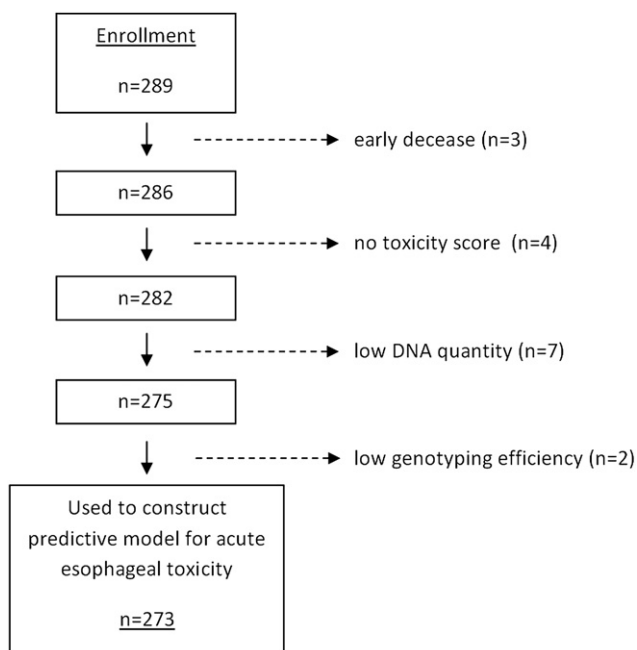 Enrollment
n=289
early decease (n=3)
n=286
no toxicity score (n=4)
n=282
low DNA quantity (n=7)
n=275
low genotyping efficiency (n=2)
Used to construct
predictive model for acute
esophageal toxicity
n=273